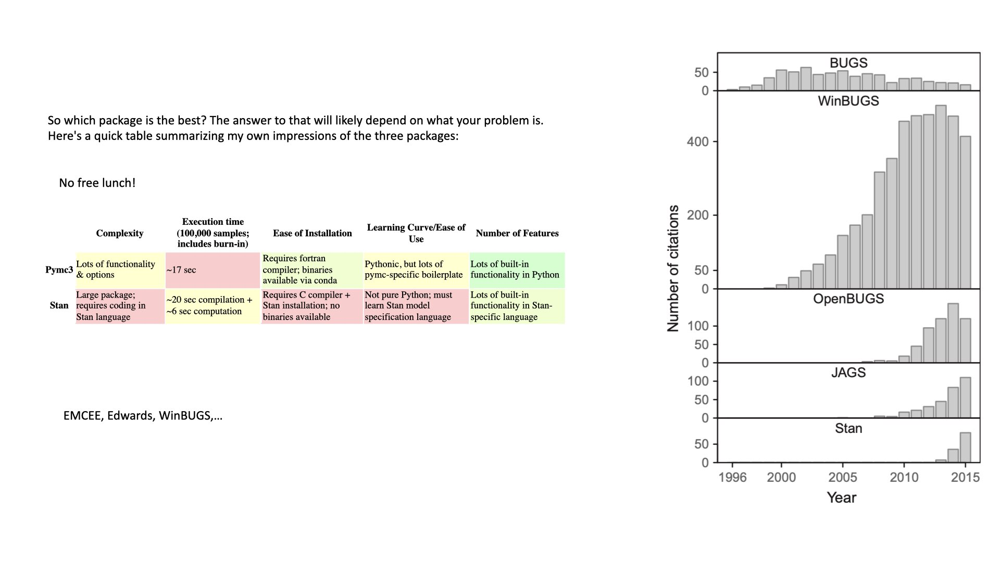 So which package is the best? The answer to that will likely depend on what your problem is.
Here's a quick table summarizing my own impressions of the three packages:
No free lunch!
Complexity
Execution time
(100,000 samples;
includes burn-in)
Ease of Installation
Learning Curve/Ease of
Use
Number of Features
Pymc3
Lots of functionality
& options
~17 sec
Requires fortran
compiler; binaries
available via conda
Pythonic, but lots of
pymc-specific boilerplate
Lots of built-in
functionality in Python
Stan
Large package;
requires coding in
Stan language
~20 sec compilation +
~6 sec computation
Requires C compiler +
Stan installation; no
binaries available
Not pure Python; must
learn Stan model
specification language
Lots of built-in
functionality in Stan-
specific language
EMCEE, Edwards, WinBUGS,...
Number of citations
BUGS
50
0
WinBUGS
400
200
50
0
OpenBUGS
100
50
0
JAGS
100
50
0
Stan
50
0
1996 2000 2005 2010 2015
Year